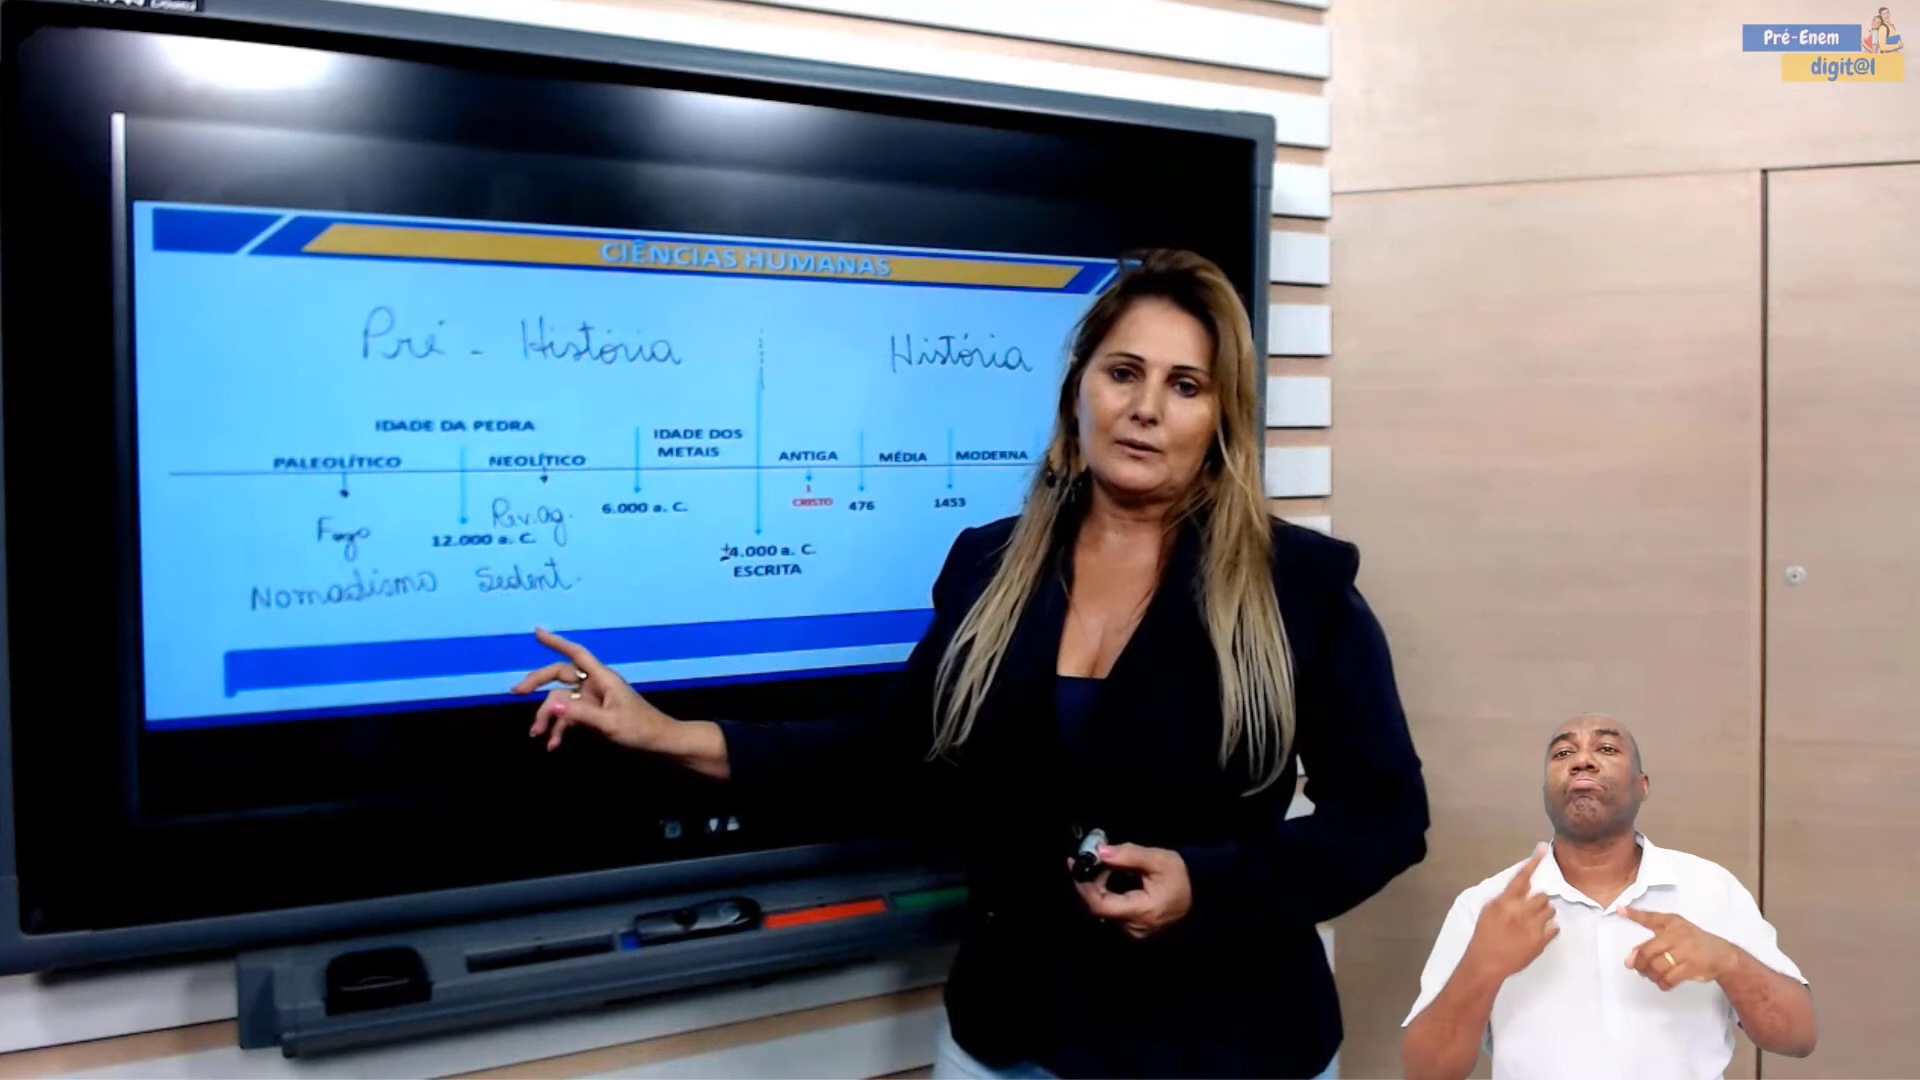 Pré-Enem
digit@l
CIÊNCIAS HUMANAS
Pré - História
História
IDADE DA PEDRA
IDADE DOS
METAIS
PALEOLÍTICO
NEOLÍTICO
ANTIGA
MÉDIA
MODERNA
Fogo
Rev. ag.
12.000 a. C.
6.000 a. C.
1
CRISTO
476
1453
±4.000 a. C.
ESCRITA
Nomadismo
Sedent.